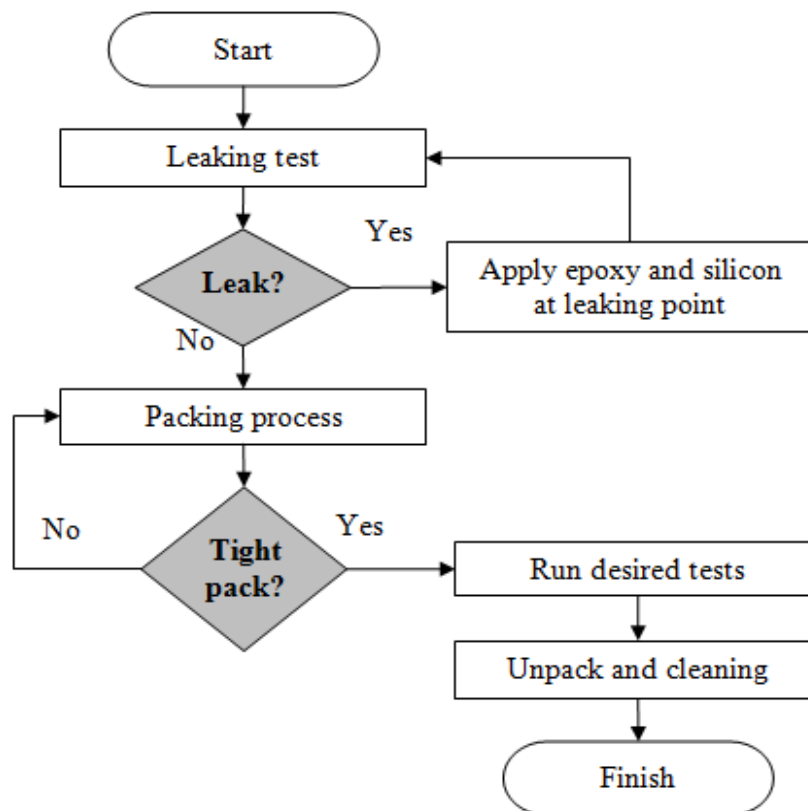 Start
Leaking test
Yes
Leak?
Apply epoxy and silicon
at leaking point
No
Packing process
No
Yes
Tight
pack?
Run desired tests
Unpack and cleaning
Finish